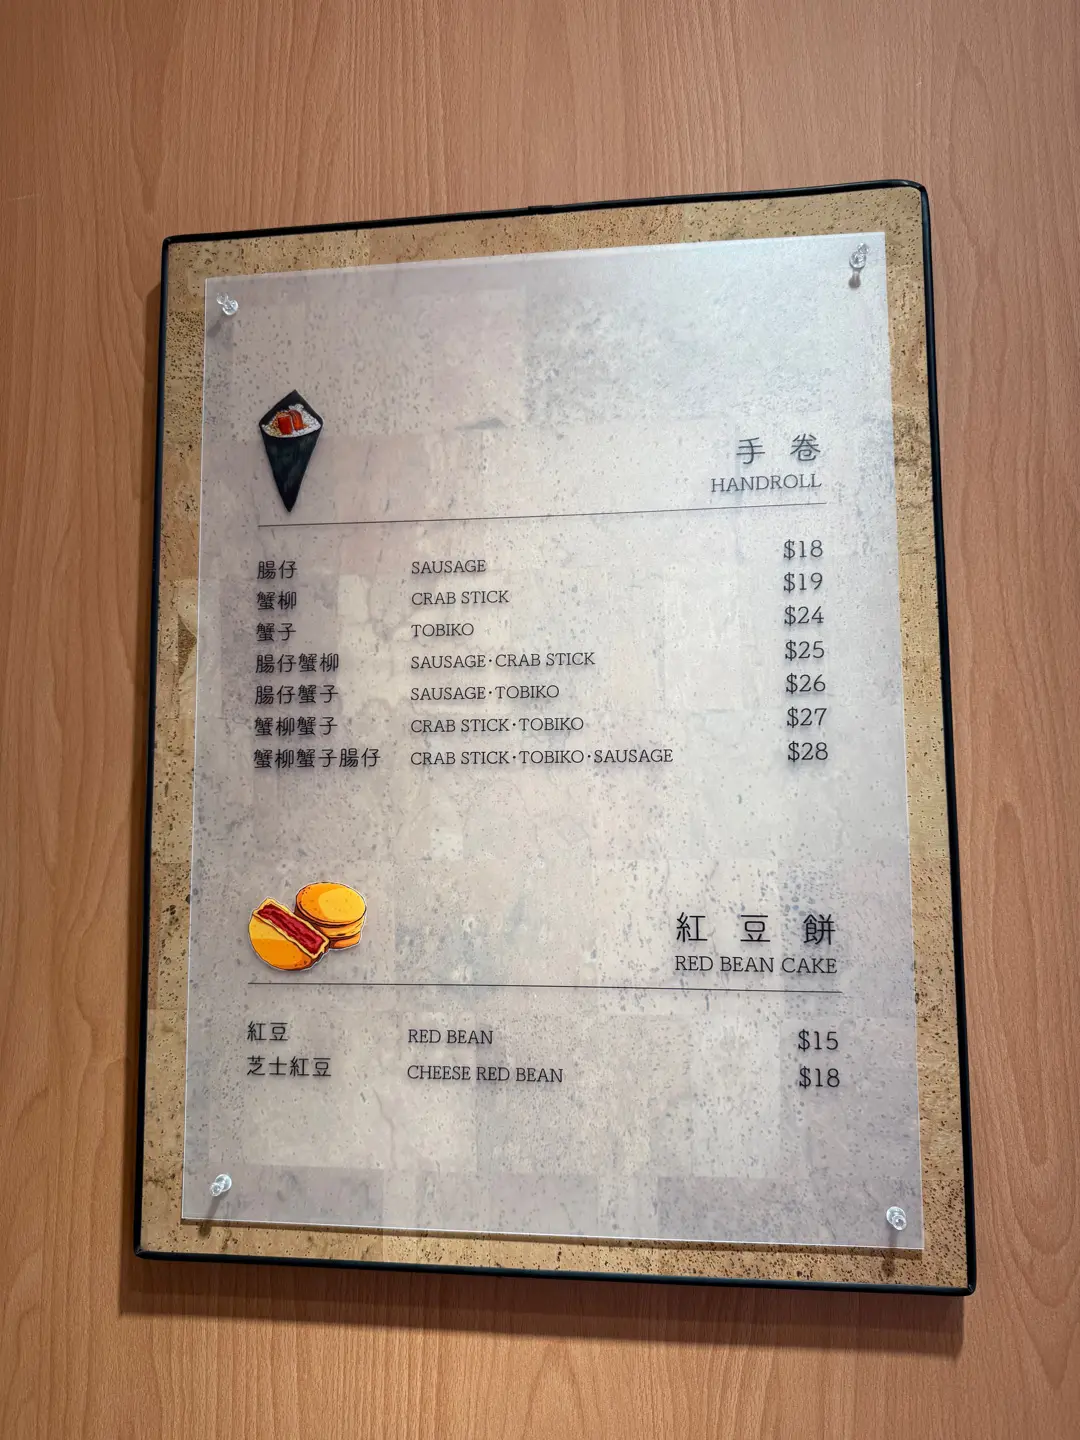 手卷
HANDROLL
腸仔 SAUSAGE $18
蟹柳 CRAB STICK $19
蟹子 TOBIKO $24
腸仔蟹柳 SAUSAGE·CRAB STICK $25
腸仔蟹子 SAUSAGE·TOBIKO $26
蟹柳蟹子 CRAB STICK·TOBIKO $27
蟹柳蟹子腸仔 CRAB STICK·TOBIKO·SAUSAGE $28
紅豆餅
RED BEAN CAKE
紅豆 RED BEAN $15
芝士紅豆 CHEESE RED BEAN $18